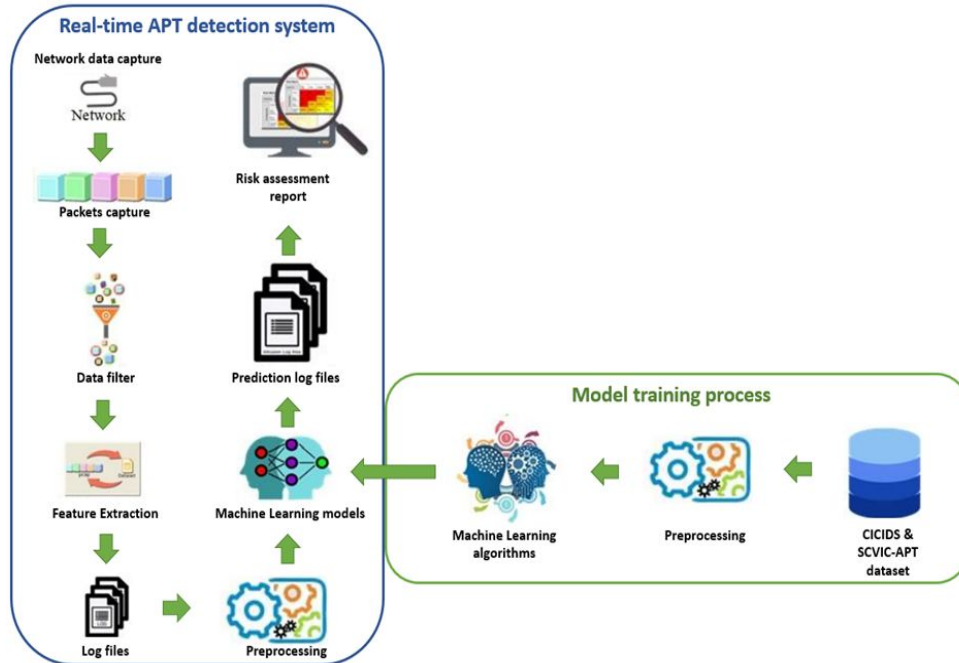 Real-time APT detection system
Network data capture
Network
Packets capture
Data filter
Feature Extraction
Log files
LOG
Preprocessing
Machine Learning models
Prediction log files
Risk assessment
report
Model training process
CICIDS &
SCVIC-APT
dataset
Preprocessing
Machine Learning
algorithms